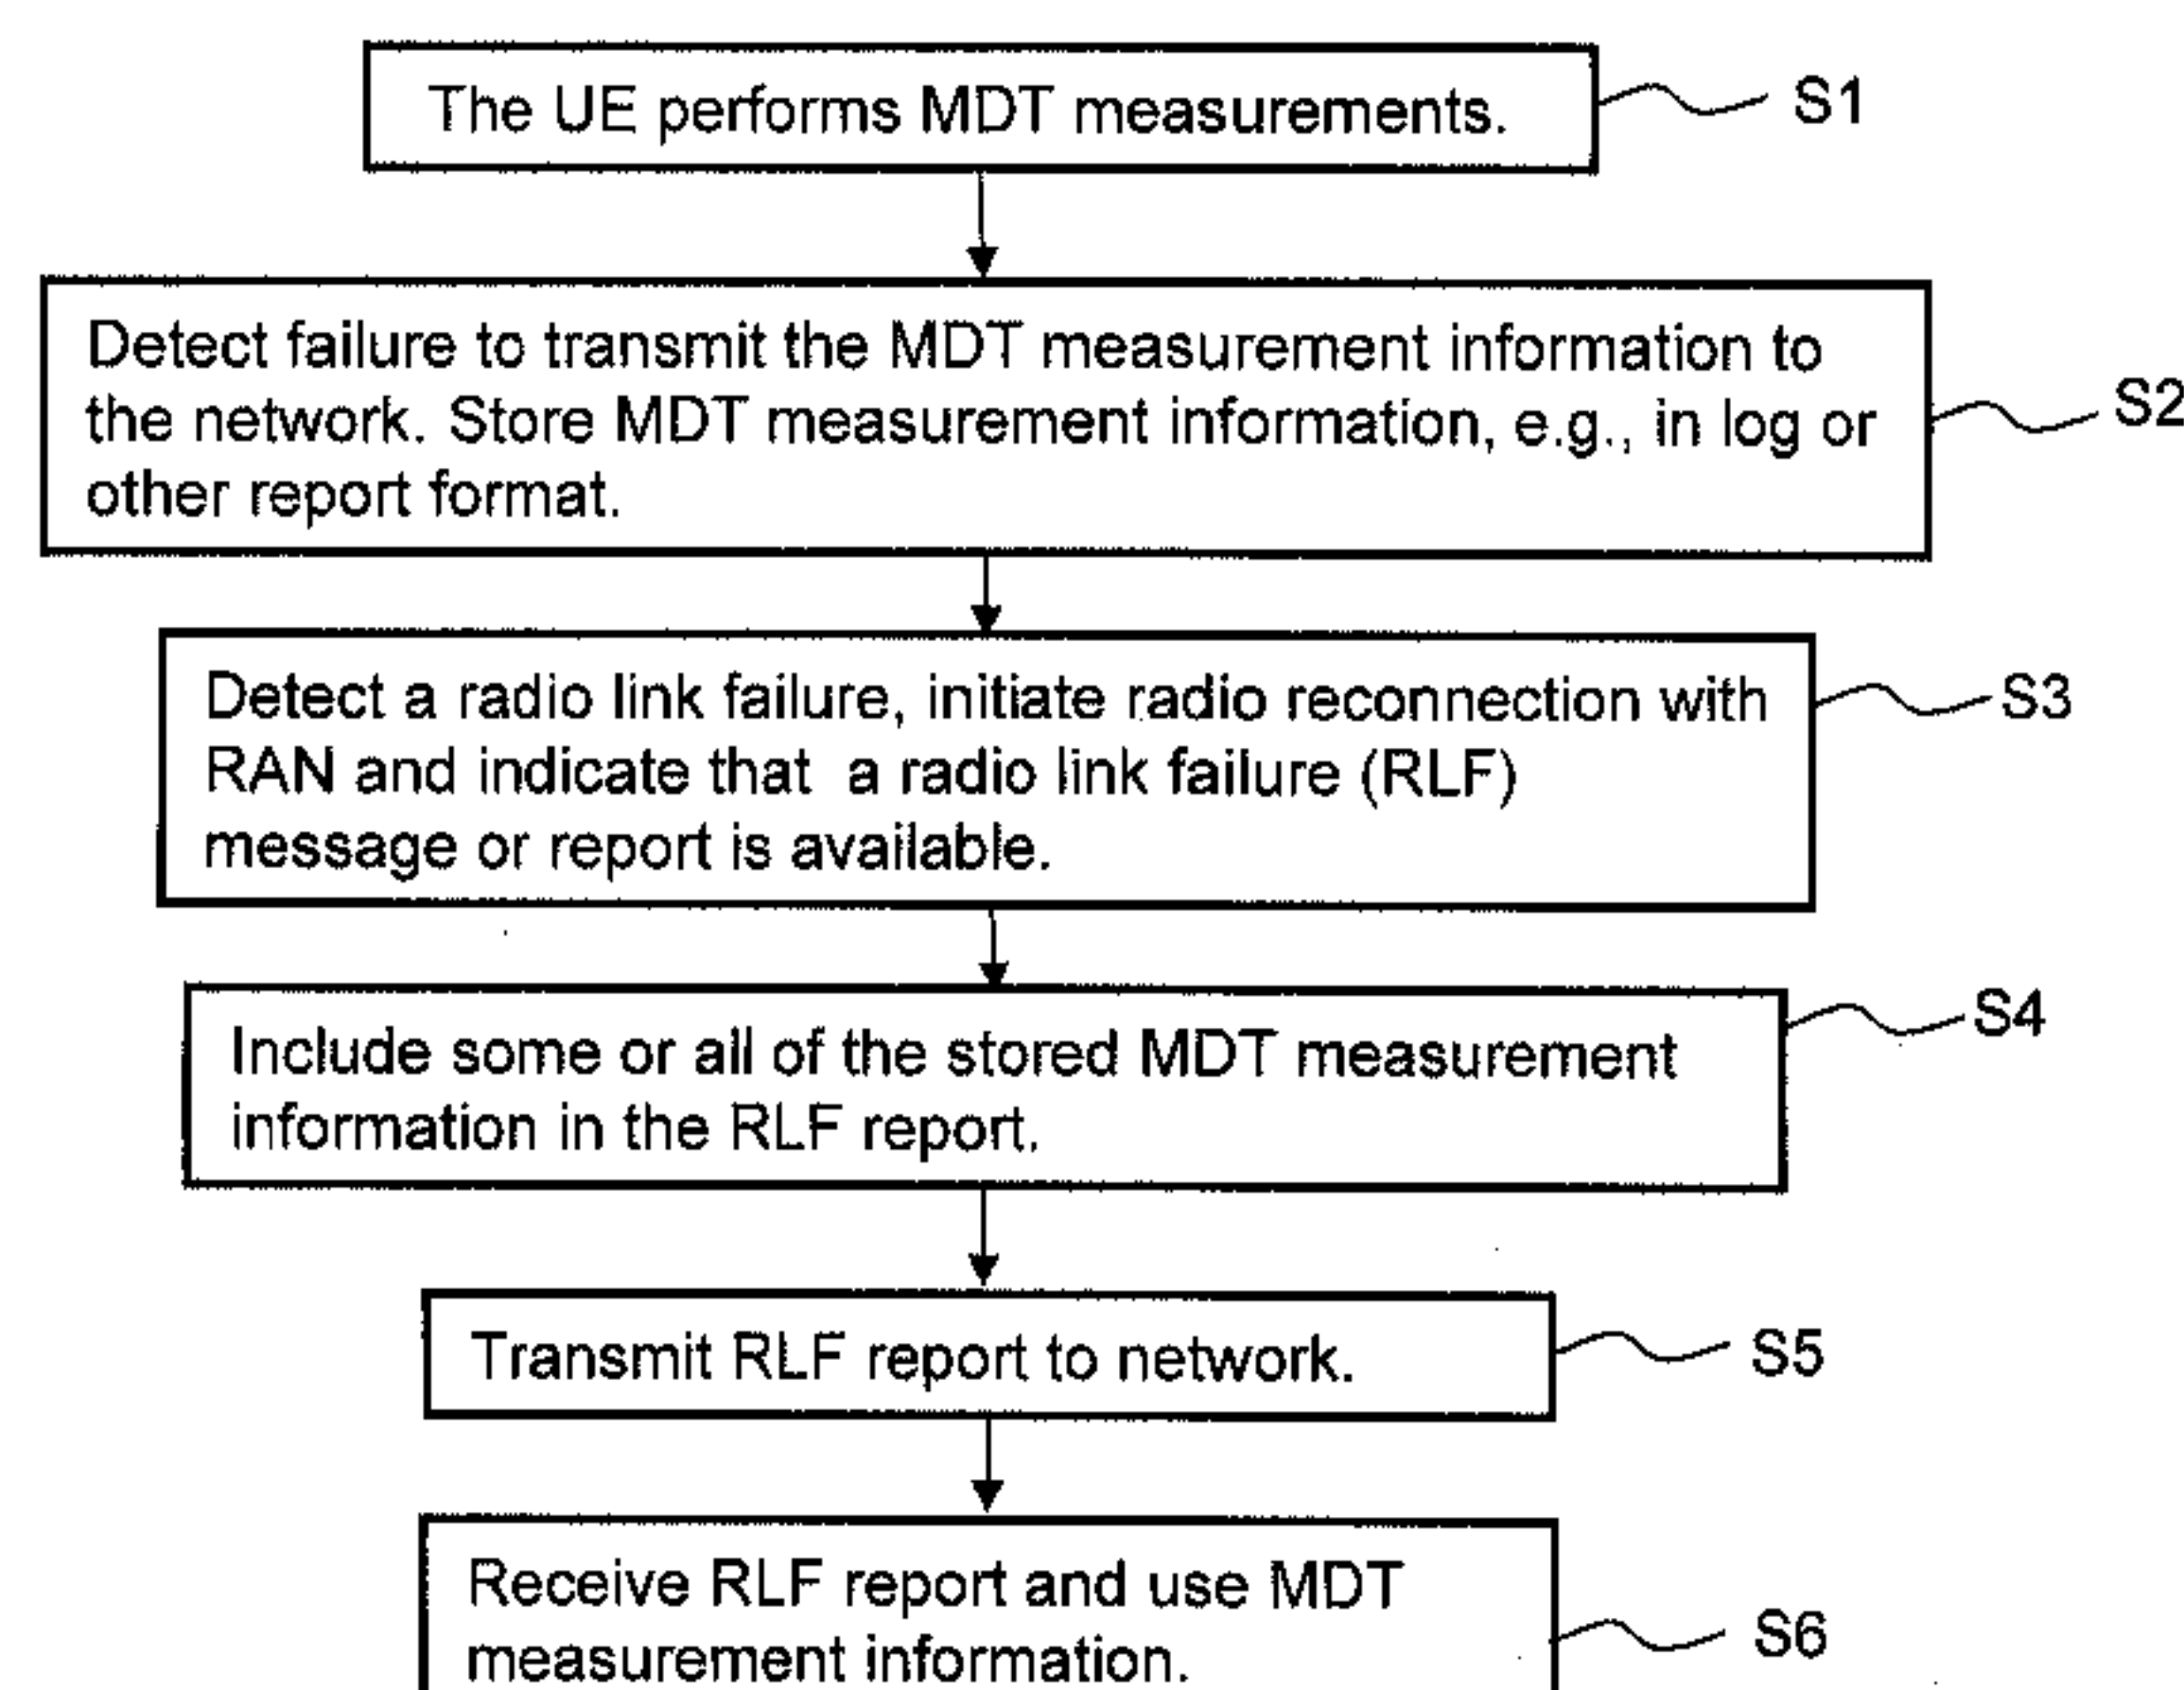 The UE performs MDT measurements.
S1
Detect failure to transmit the MDT measurement information to
the network. Store MDT measurement information, e.g., in log or
other report format.
S2
Detect a radio link failure, initiate radio reconnection with
RAN and indicate that a radio link failure (RLF)
message or report is available.
S3
Include some or all of the stored MDT measurement
information in the RLF report.
S4
Transmit RLF report to network.
S5
Receive RLF report and use MDT
measurement information.
S6